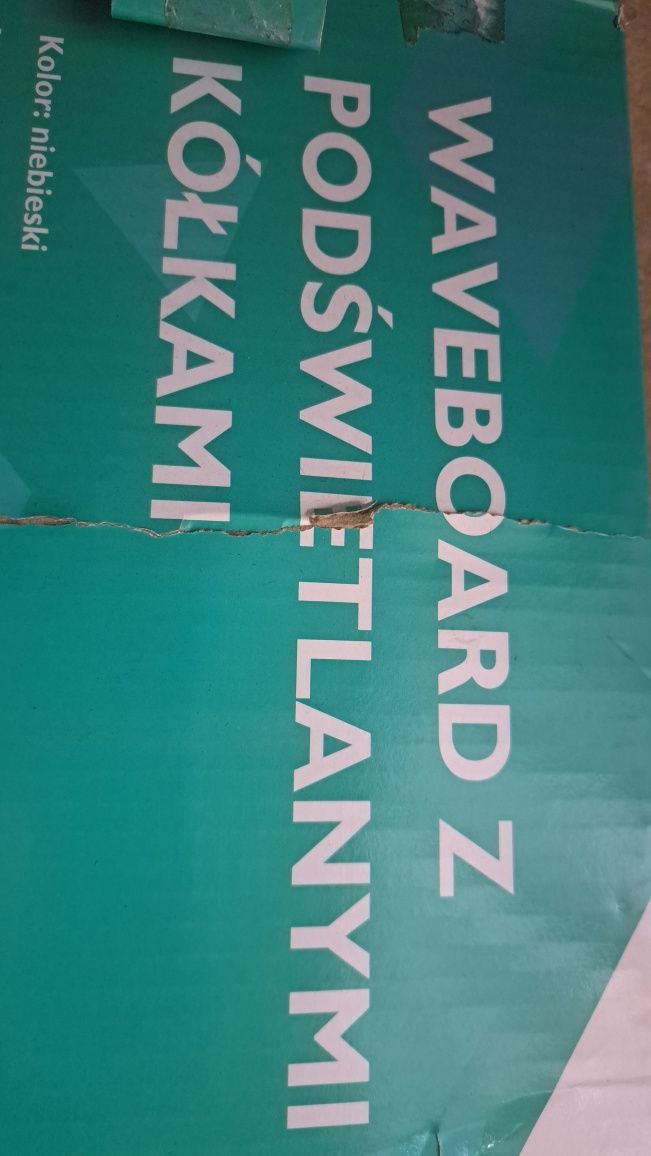 WAVEBOARD Z
PODŚWIETLANYMI
KÓŁKAMI
Kolor: niebieski